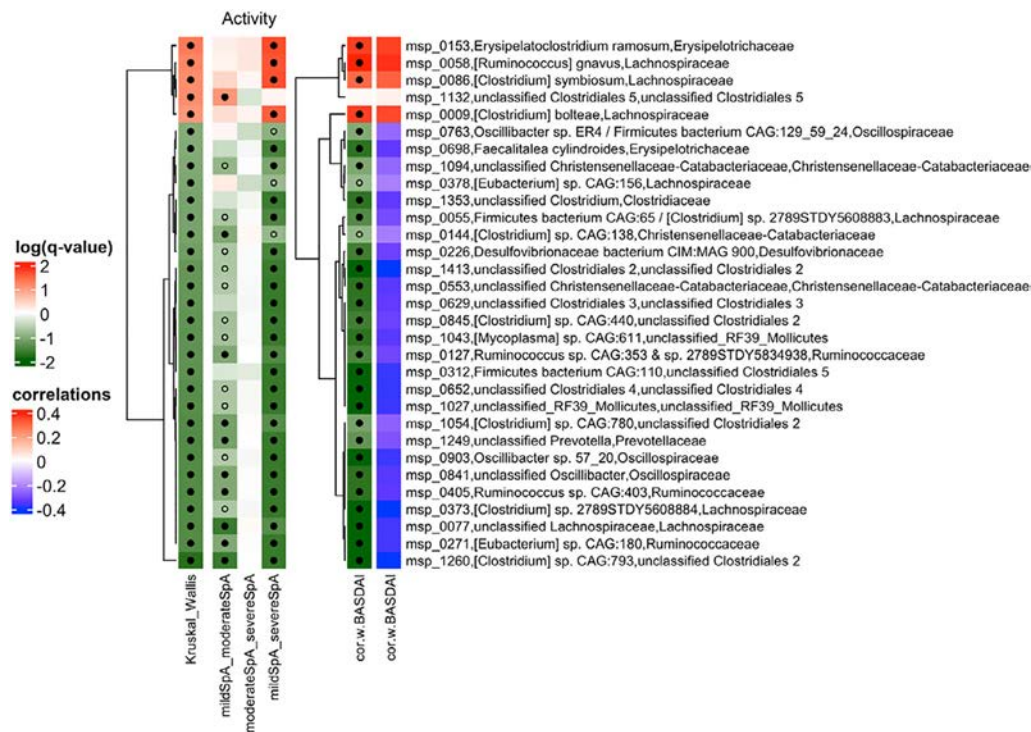 Activity
msp_0153,Erysipelatoclostridium ramosum,Erysipelotrichaceae
msp_0058,[Ruminococcus] gnavus,Lachnospiraceae
msp_0086,[Clostridium] symbiosum,Lachnospiraceae
msp_1132,unclassified Clostridiales 5,unclassified Clostridiales 5
msp_0009,[Clostridium] bolteae,Lachnospiraceae
msp_0763,Oscillibacter sp. ER4 / Firmicutes bacterium CAG:129_59_24,Oscillospiraceae
msp_0698,Faecalitalea cylindroides,Erysipelotrichaceae
msp_1094,unclassified Christensenellaceae-Catabacteriaceae,Christensenellaceae-Catabacteriaceae
msp_0378,[Eubacterium] sp. CAG:156,Lachnospiraceae
msp_1353,unclassified Clostridium,Clostridiaceae
msp_0055,Firmicutes bacterium CAG:65 / [Clostridium] sp. 2789STDY5608883,Lachnospiraceae
msp_0144,[Clostridium] sp. CAG:138,Christensenellaceae-Catabacteriaceae
msp_0226,Desulfovibrionaceae bacterium CIM:MAG 900,Desulfovibrionaceae
msp_1413,unclassified Clostridiales 2,unclassified Clostridiales 2
msp_0553,unclassified Christensenellaceae-Catabacteriaceae,Christensenellaceae-Catabacteriaceae
msp_0629,unclassified Clostridiales 3,unclassified Clostridiales 3
msp_0845,[Clostridium] sp. CAG:440,unclassified Clostridiales 2
msp_1043,[Mycoplasma] sp. CAG:611,unclassified_RF39_Mollicutes
msp_0127,Ruminococcus sp. CAG:353 & sp. 2789STDY5834938,Ruminococcaceae
msp_0312,Firmicutes bacterium CAG:110,unclassified Clostridiales 5
msp_0652,unclassified Clostridiales 4,unclassified Clostridiales 4
msp_1027,unclassified_RF39_Mollicutes,unclassified_RF39_Mollicutes
msp_1054,[Clostridium] sp. CAG:780,unclassified Clostridiales 2
msp_1249,unclassified Prevotella,Prevotellaceae
msp_0903,Oscillibacter sp. 57_20,Oscillospiraceae
msp_0841,unclassified Oscillibacter,Oscillospiraceae
msp_0405,Ruminococcus sp. CAG:403,Ruminococcaceae
msp_0373,[Clostridium] sp. 2789STDY5608884,Lachnospiraceae
msp_0077,unclassified Lachnospiraceae,Lachnospiraceae
msp_0271,[Eubacterium] sp. CAG:180,Ruminococcaceae
msp_1260,[Clostridium] sp. CAG:793,unclassified Clostridiales 2
log(q-value)
2
1
0
-1
-2
correlations
0.4
0.2
0
-0.2
-0.4
Kruskal_Wallis
mildSpA_moderateSpA
moderateSpA_severeSpA
mildSpA_severeSpA
cor.w.BASDAI
cor.w.BASDAI